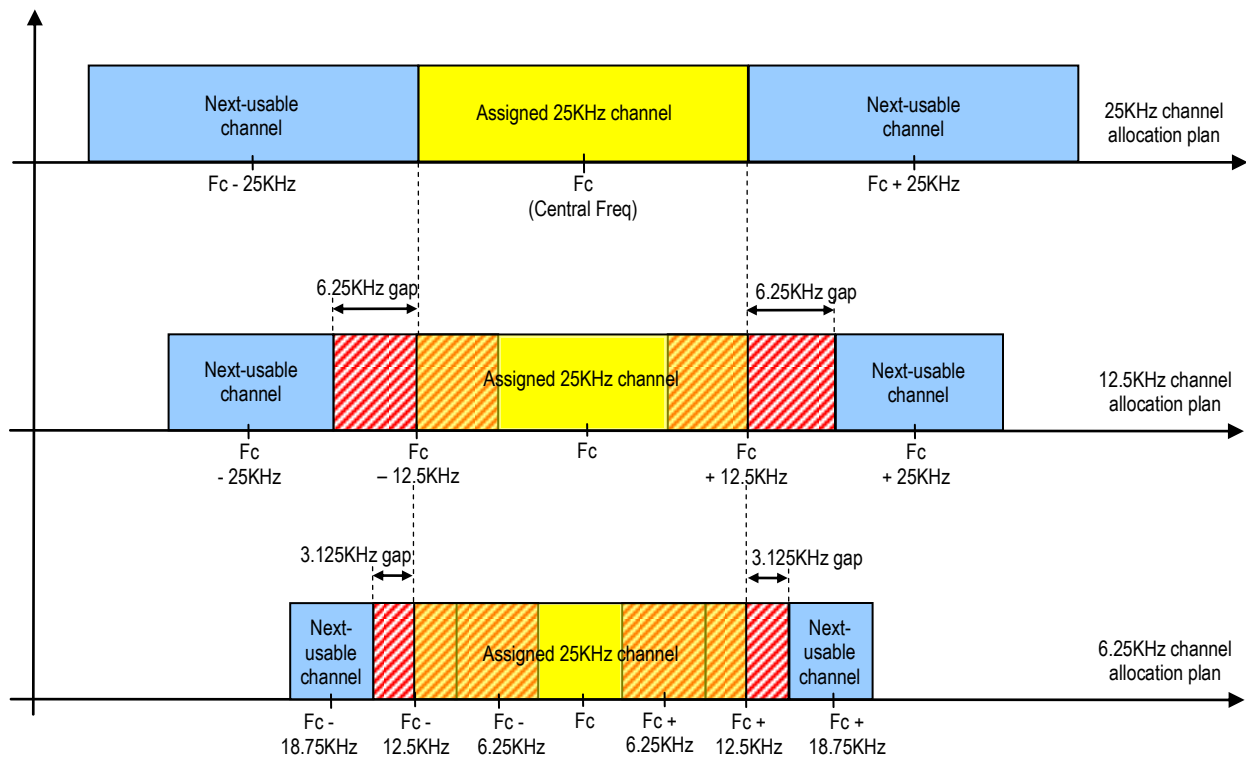 Next-usable
channel
Assigned 25KHz channel
Next-usable
channel
25KHz channel
allocation plan
Fc - 25KHz
Fc
(Central Freq)
Fc + 25KHz
6.25KHz gap
6.25KHz gap
Next-usable
channel
Assigned 25KHz channel
Next-usable
channel
12.5KHz channel
allocation plan
Fc
- 25KHz
Fc
– 12.5KHz
Fc
Fc
+ 12.5KHz
Fc
+ 25KHz
3.125KHz gap
3.125KHz gap
Next-
usable
channel
Assigned 25KHz channel
Next-
usable
channel
6.25KHz channel
allocation plan
Fc -
18.75KHz
Fc -
12.5KHz
Fc -
6.25KHz
Fc
Fc +
6.25KHz
Fc +
12.5KHz
Fc +
18.75KHz